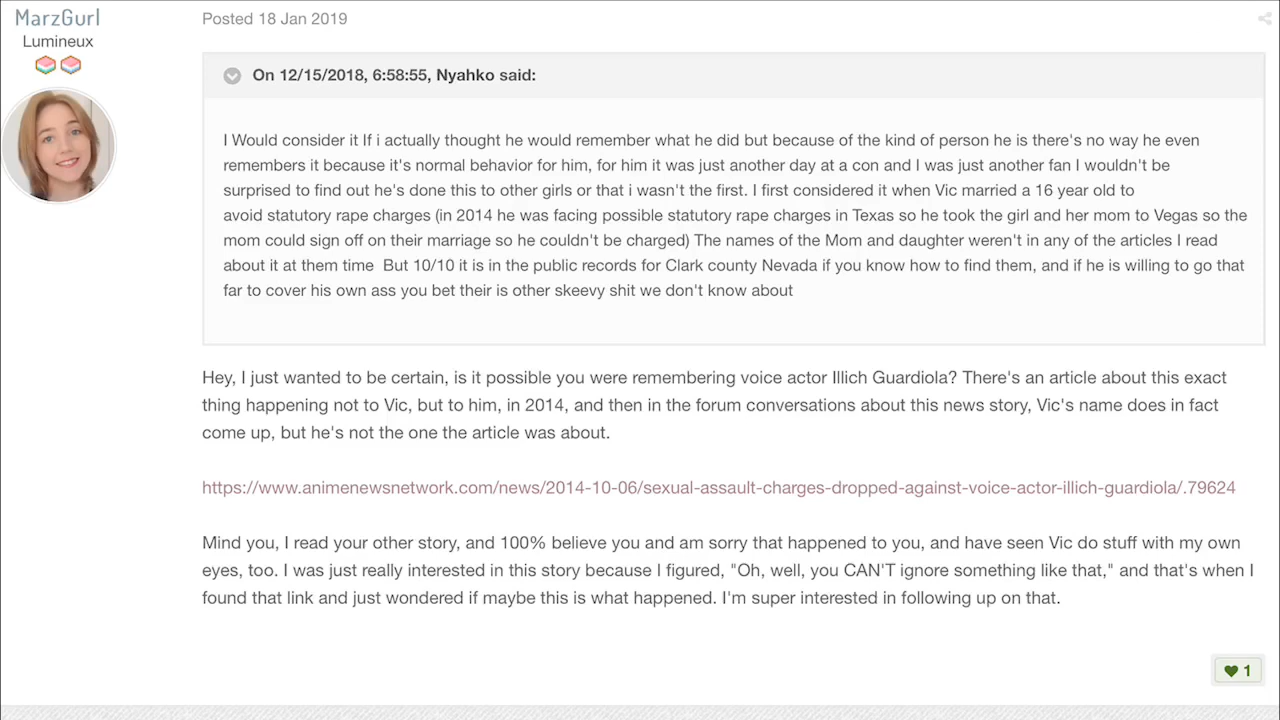 MarzGurl
Lumineux
Posted 18 Jan 2019
On 12/15/2018, 6:58:55, Nyahko said:
I Would consider it If i actually thought he would remember what he did but because of the kind of person he is there's no way he even
remembers it because it's normal behavior for him, for him it was just another day at a con and I was just another fan I wouldn't be
surprised to find out he's done this to other girls or that i wasn't the first. I first considered it when Vic married a 16 year old to
avoid statutory rape charges (in 2014 he was facing possible statutory rape charges in Texas so he took the girl and her mom to Vegas so the
mom could sign off on their marriage so he couldn't be charged) The names of the Mom and daughter weren't in any of the articles I read
about it at them time  But 10/10 it is in the public records for Clark county Nevada if you know how to find them, and if he is willing to go that
far to cover his own ass you bet their is other skeevy shit we don't know about
Hey, I just wanted to be certain, is it possible you were remembering voice actor Illich Guardiola? There's an article about this exact
thing happening not to Vic, but to him, in 2014, and then in the forum conversations about this news story, Vic's name does in fact
come up, but he's not the one the article was about.
https://www.animenewsnetwork.com/news/2014-10-06/sexual-assault-charges-dropped-against-voice-actor-illich-guardiola/.79624
Mind you, I read your other story, and 100% believe you and am sorry that happened to you, and have seen Vic do stuff with my own
eyes, too. I was just really interested in this story because I figured, "Oh, well, you CAN'T ignore something like that," and that's when I
found that link and just wondered if maybe this is what happened. I'm super interested in following up on that.
1